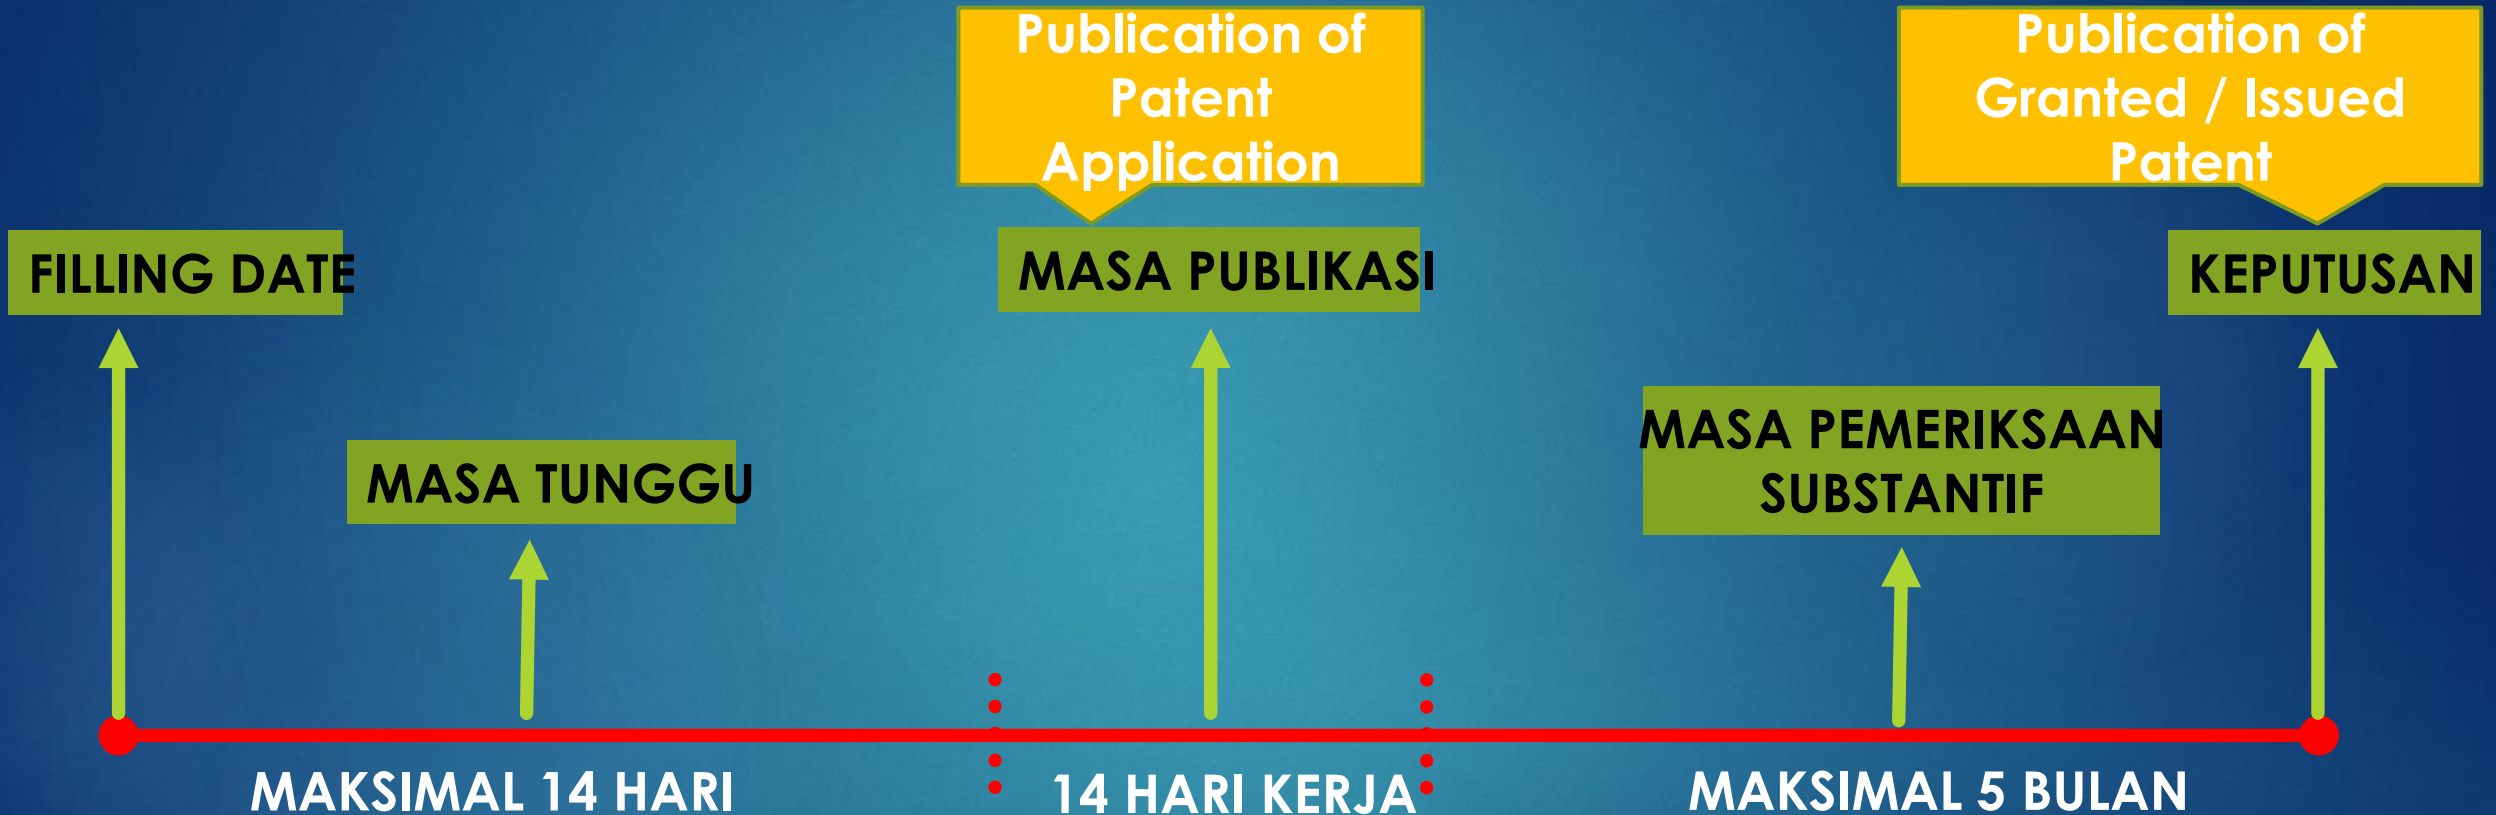 Publication of
Patent
Application
Publication of
Granted / Issued
Patent
FILLING DATE
MASA PUBLIKASI
KEPUTUSAN
MASA TUNGGU
MASA PEMERIKSAAN
SUBSTANTIF
MAKSIMAL 14 HARI
14 HARI KERJA
MAKSIMAL 5 BULAN